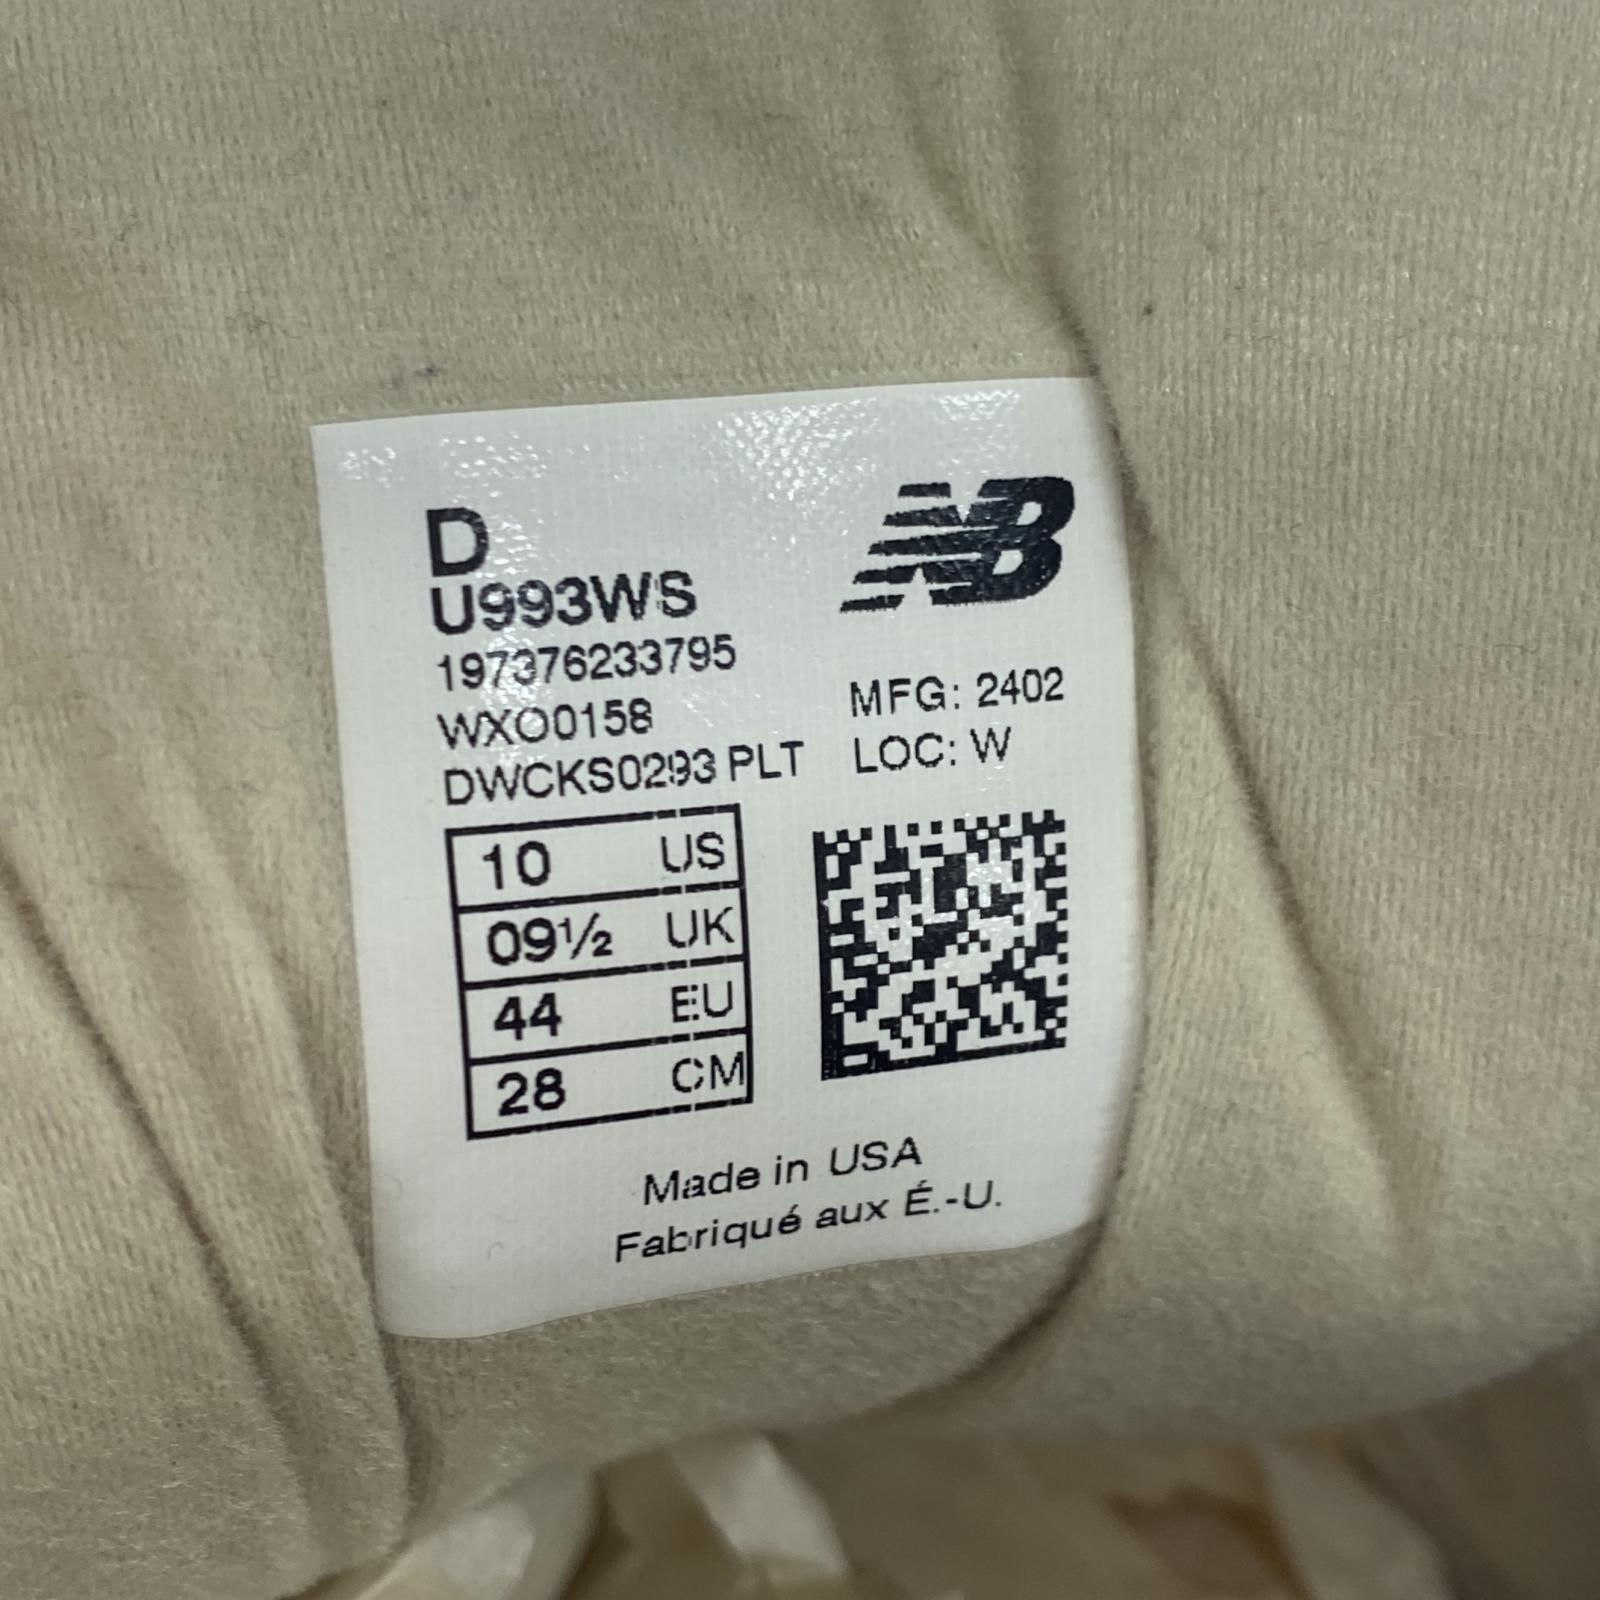 D
U993WS
197376233795
WXO0158
DWCKS0293 PLT
NB
MFG: 2402
LOC: W
10 US
09½ UK
44 EU
28 CM
Made in USA
Fabriqué aux É.-U.